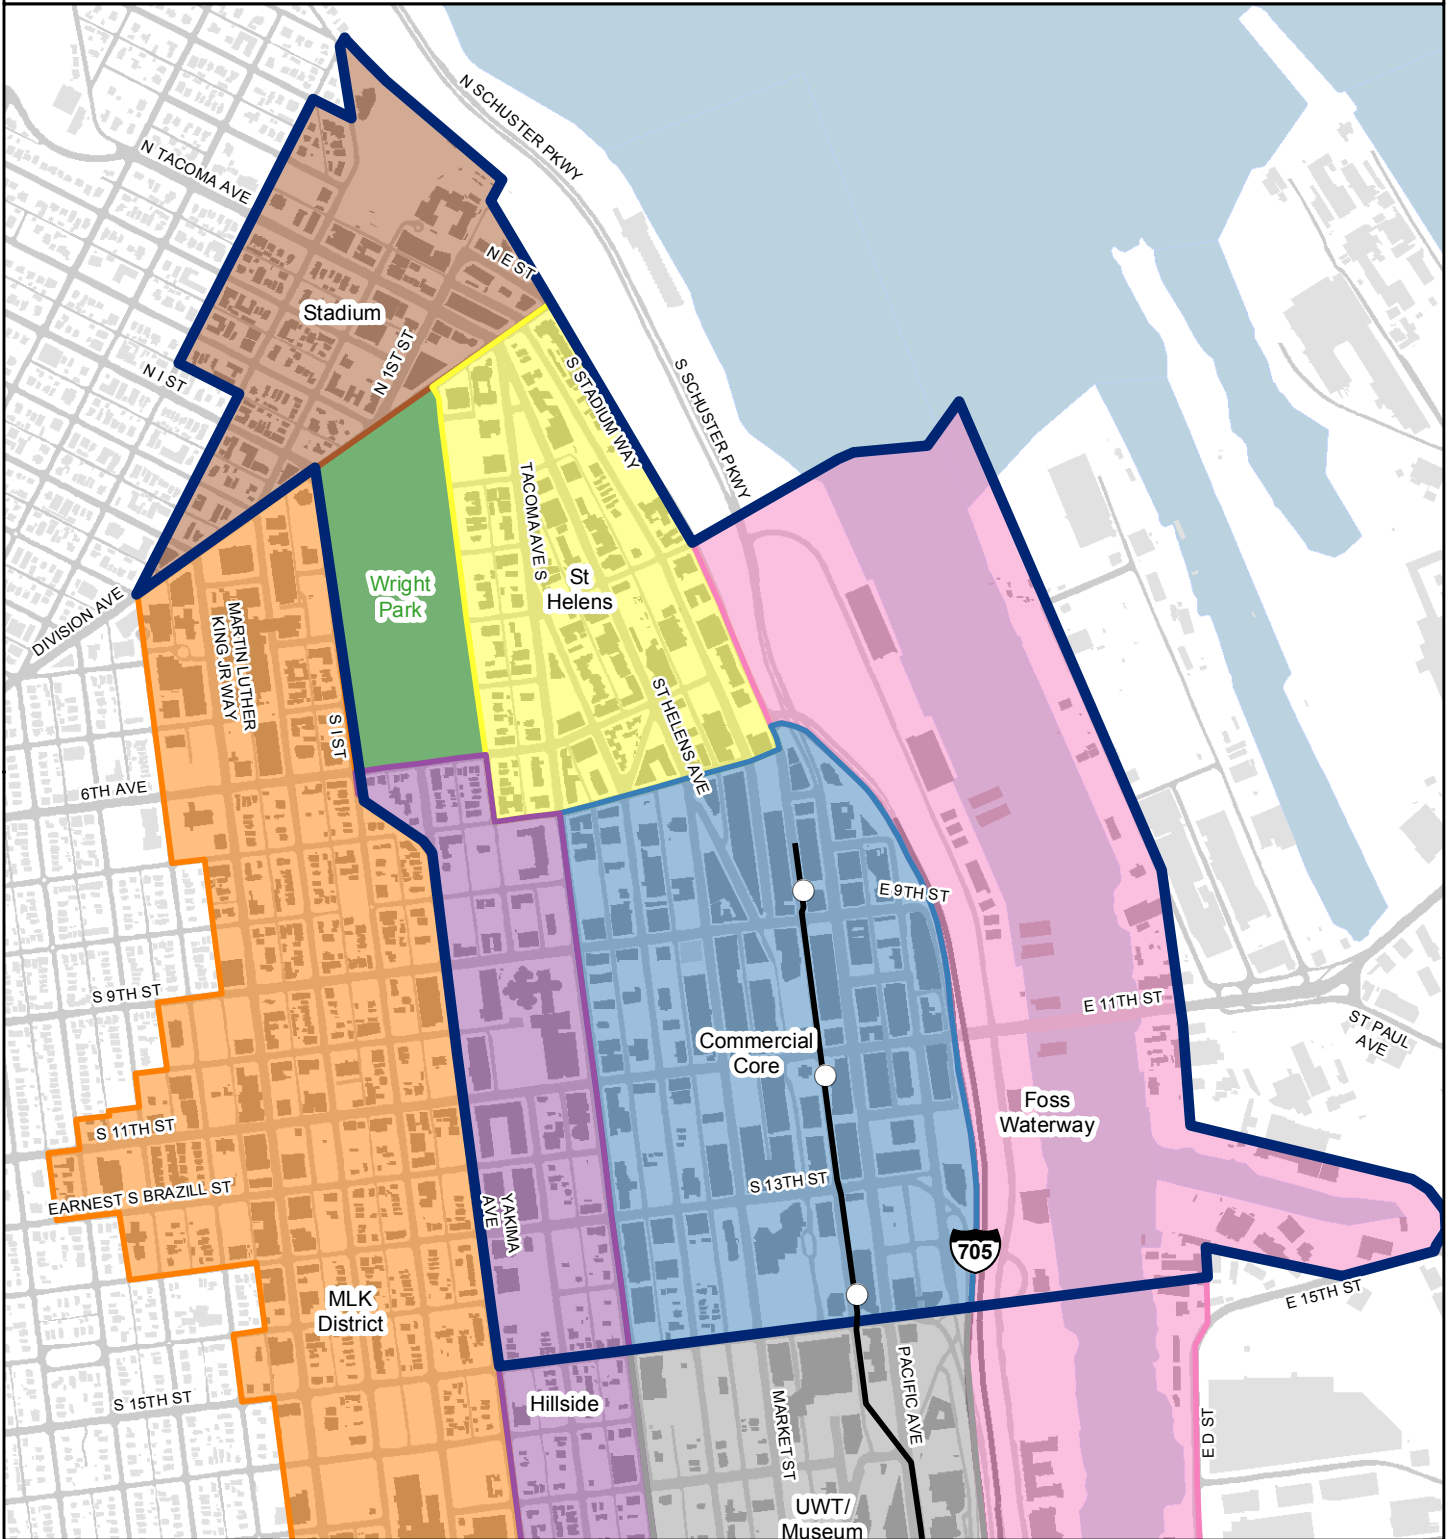 N SCHUSTER PKWY
N TACOMA AVE
N E ST
Stadium
N 1ST ST
N I ST
S STADIUM WAY
S SCHUSTER PKWY
TACOMA AVE S
St
Helens
Wright
Park
DIVISION AVE
MARTIN LUTHER
KING JR WAY
S I ST
ST HELENS AVE
6TH AVE
E 9TH ST
S 9TH ST
E 11TH ST
ST PAUL
AVE
Commercial
Core
Foss
Waterway
S 11TH ST
S 13TH ST
EARNEST S BRAZILL ST
YAKIMA
AVE
705
MLK
District
E 15TH ST
S 15TH ST
Hillside
PACIFIC AVE
MARKET ST
E D ST
UWT/
Museum